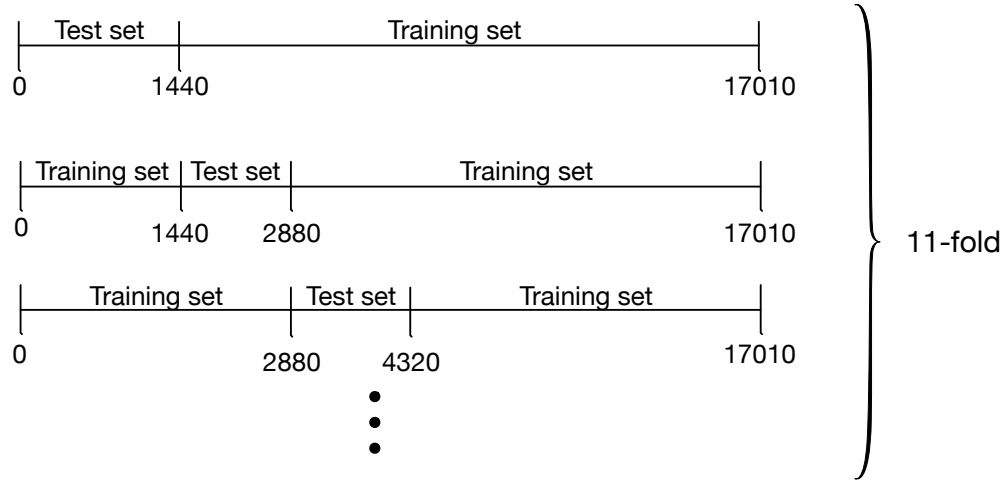 Test set Training set
0 1440 17010
Training set Test set Training set
0 1440 2880 17010
11-fold
Training set Test set Training set
0 2880 4320 17010